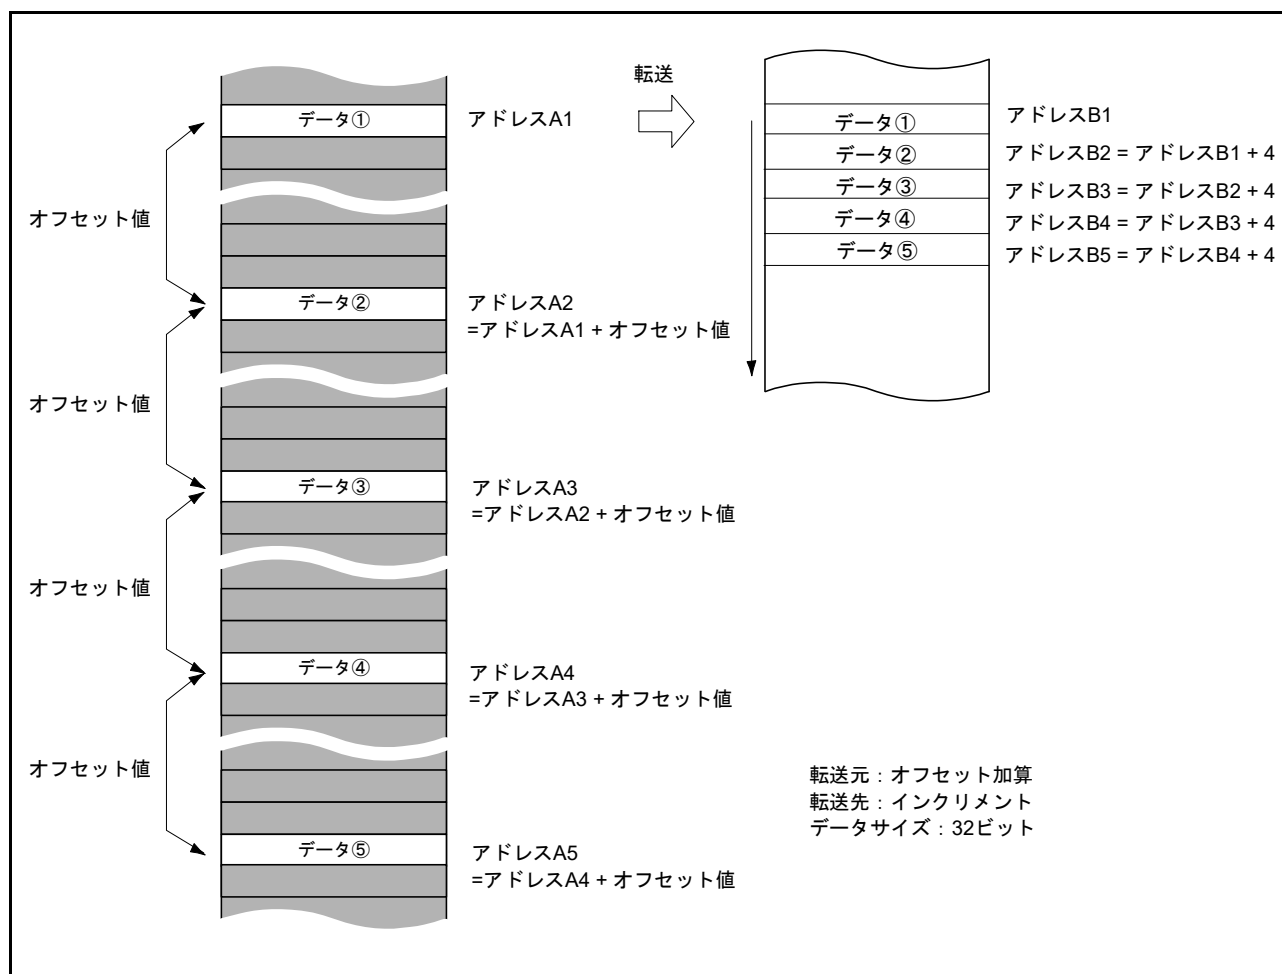 転送
データ①
アドレスA1
オフセット値
データ②
アドレスA2
=アドレスA1 + オフセット値
オフセット値
データ③
アドレスA3
=アドレスA2 + オフセット値
オフセット値
データ④
アドレスA4
=アドレスA3 + オフセット値
オフセット値
データ⑤
アドレスA5
=アドレスA4 + オフセット値
データ①
アドレスB1
データ②
アドレスB2 = アドレスB1 + 4
データ③
アドレスB3 = アドレスB2 + 4
データ④
アドレスB4 = アドレスB3 + 4
データ⑤
アドレスB5 = アドレスB4 + 4
転送元：オフセット加算
転送先：インクリメント
データサイズ：32ビット